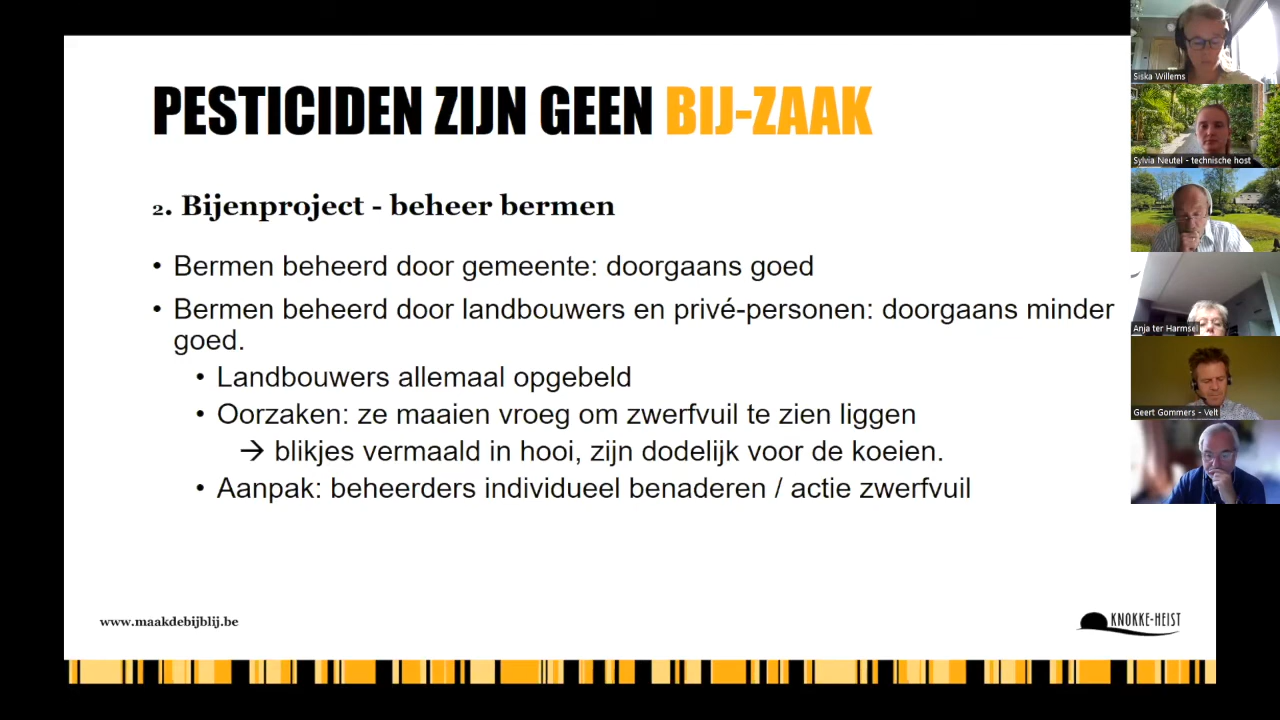 PESTICIDEN ZIJN GEEN BIJ-ZAAK
2. Bijenproject - beheer bermen
• Bermen beheerd door gemeente: doorgaans goed
• Bermen beheerd door landbouwers en privé-personen: doorgaans minder
goed.
• Landbouwers allemaal opgebeld
• Oorzaken: ze maaien vroeg om zwerfvuil te zien liggen
→ blikjes vermaald in hooi, zijn dodelijk voor de koeien.
• Aanpak: beheerders individueel benaderen / actie zwerfvuil
www.maakdebijblij.be
KNOKKE-HEIST
Siska Willems
Sylvia Neutel - technische host
Anja ter Harmsel
Geert Gommers - Velt